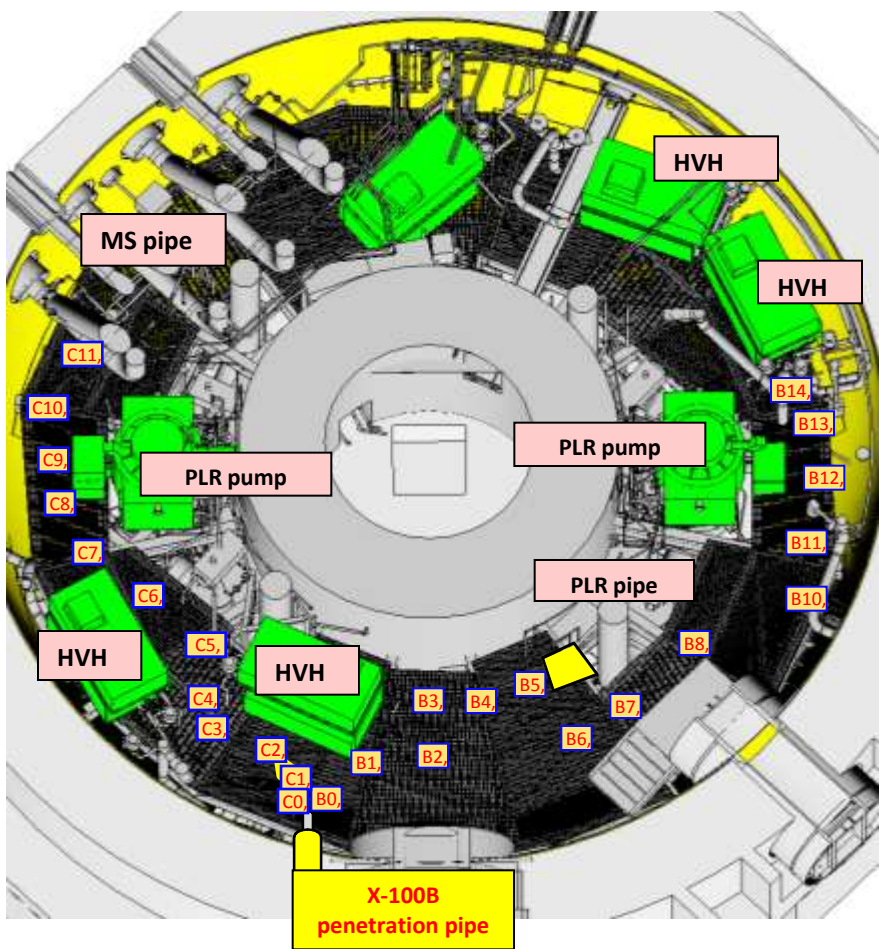 HVH
MS pipe
HVH
C11,
B14,
C10,
B13,
PLR pump
C9,
PLR pump
B12,
C8,
B11,
C7,
PLR pipe
C6,
B10,
C5,
B8,
HVH
HVH
B5,
C4,
B3,
B4,
B7,
C3,
B6,
C2,
B1,
B2,
C1,
C0,
B0,
X-100B
penetration pipe